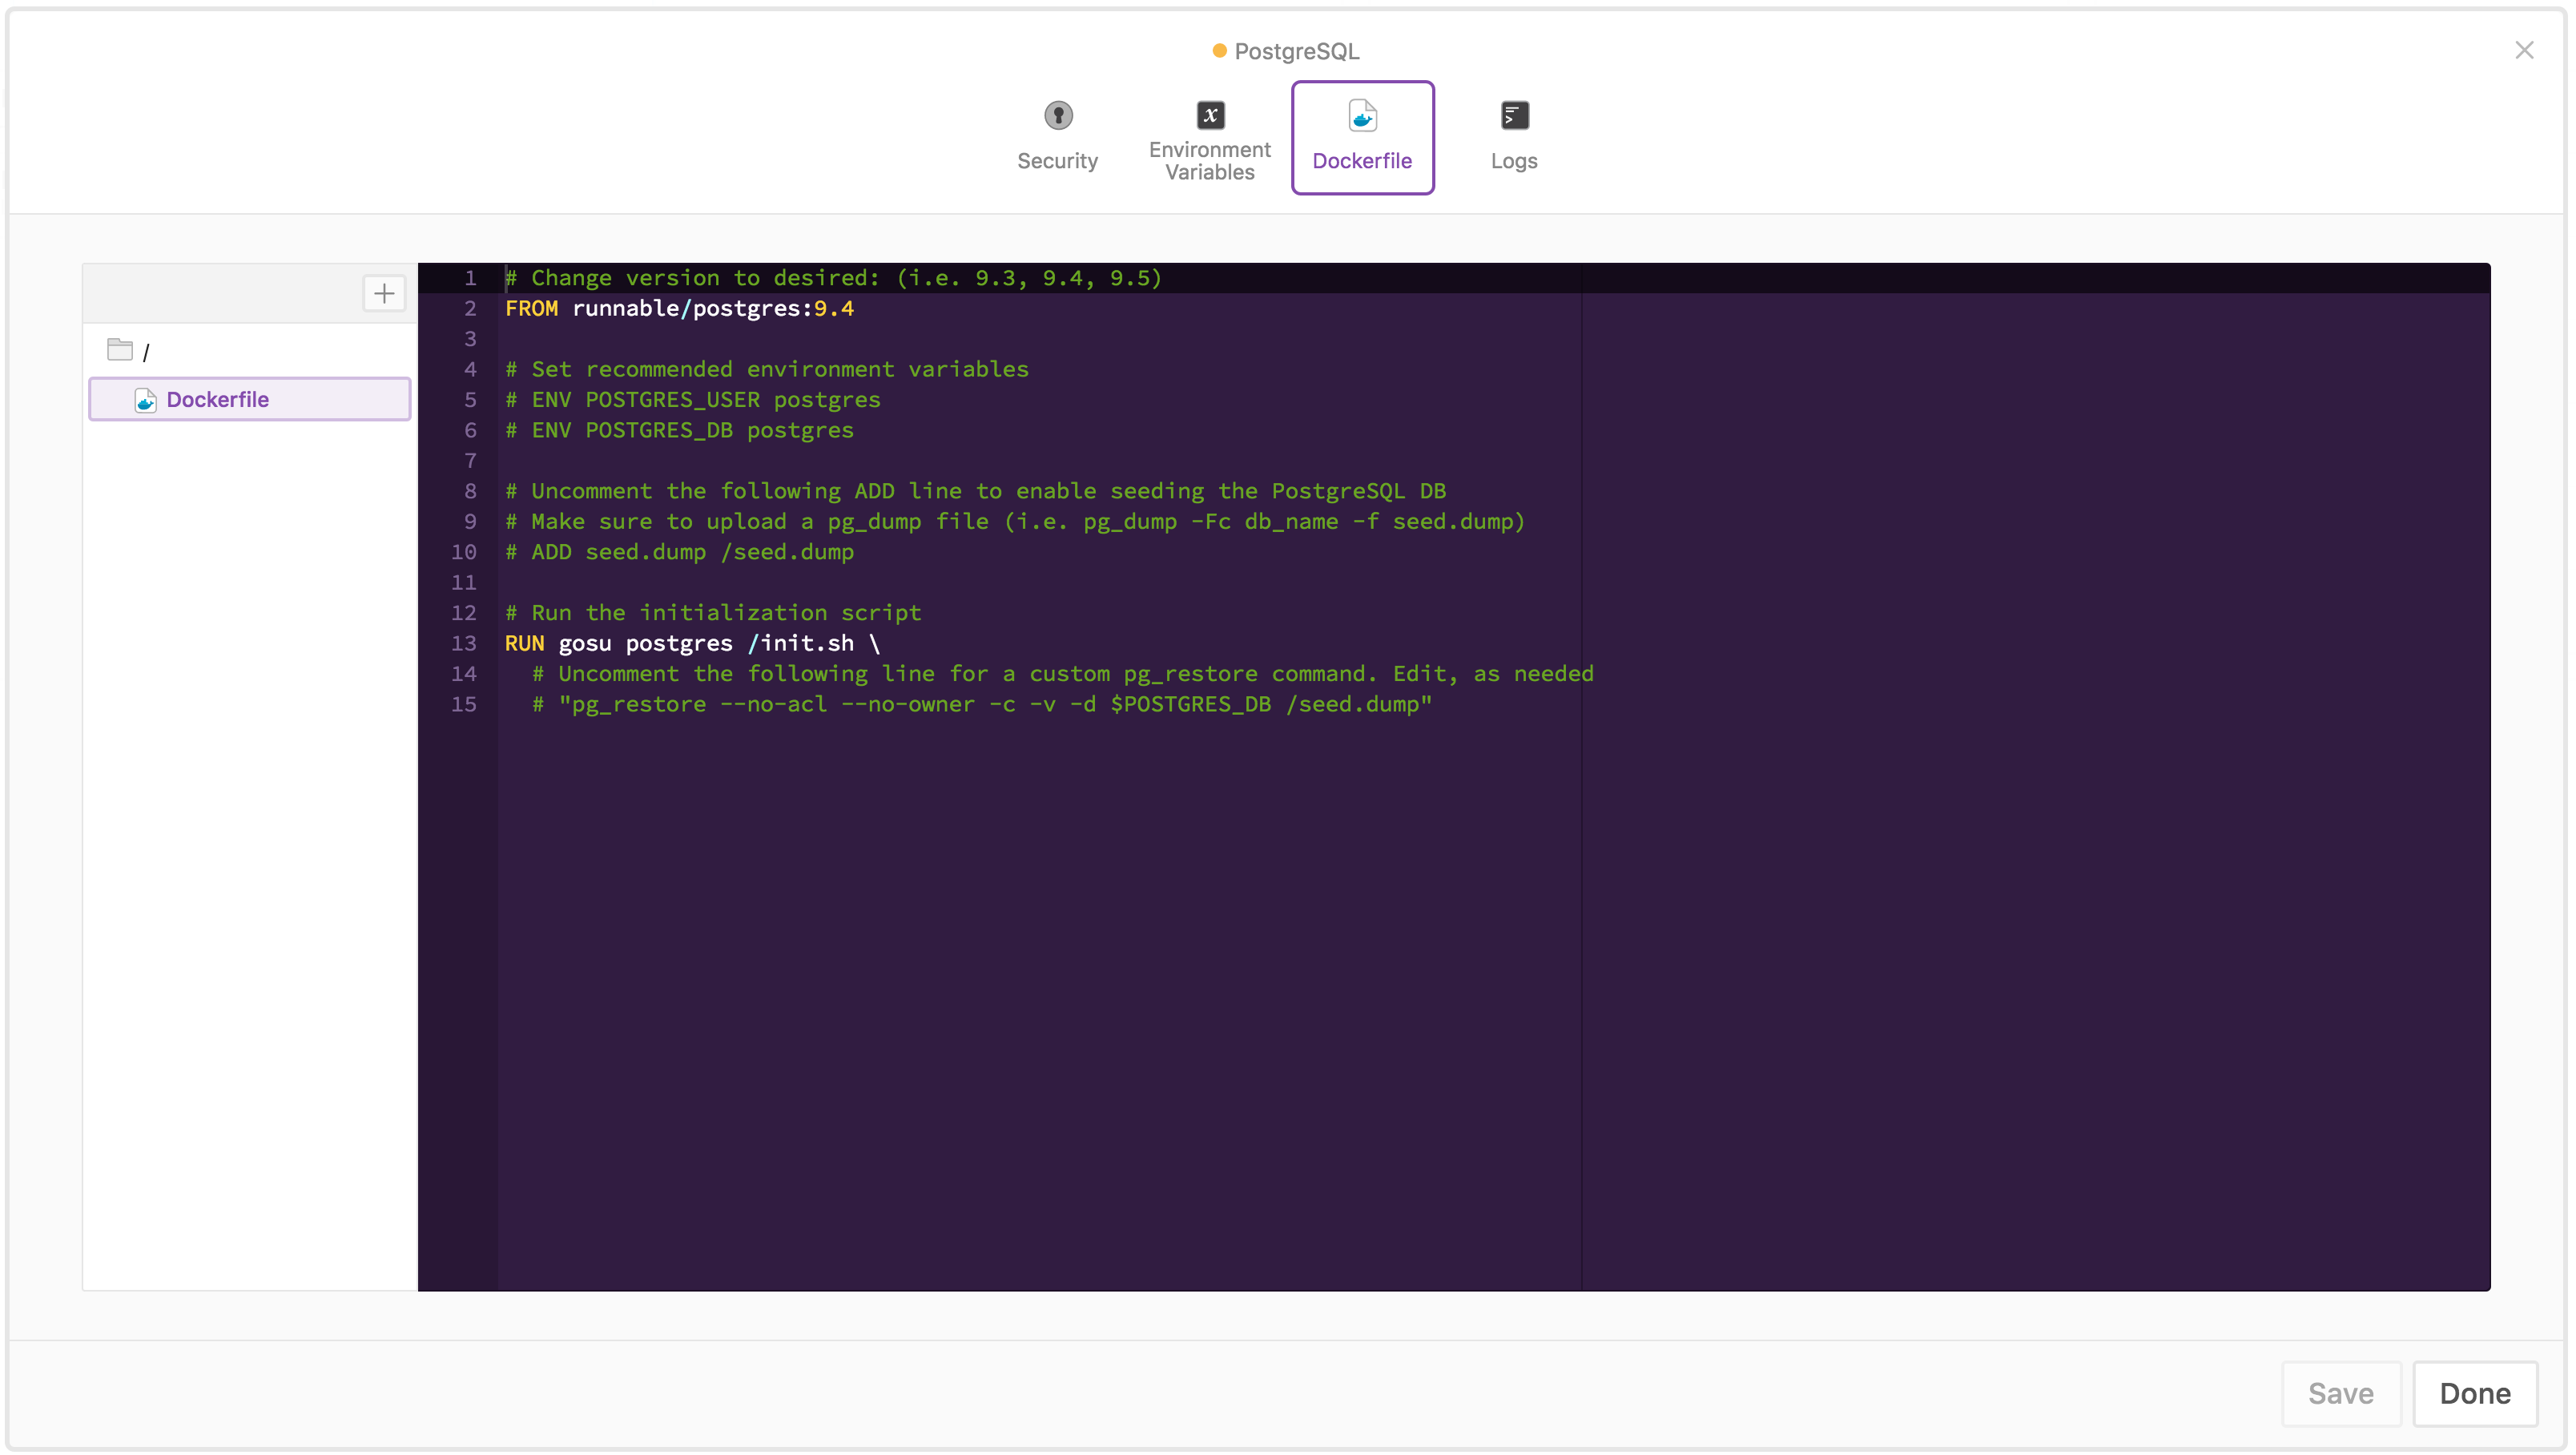 PostgreSQL
Security
Environment
Variables
Dockerfile
Logs
/
Dockerfile
1 # Change version to desired: (i.e. 9.3, 9.4, 9.5)
2 FROM runnable/postgres:9.4
3
4 # Set recommended environment variables
5 # ENV POSTGRES_USER postgres
6 # ENV POSTGRES_DB postgres
7
8 # Uncomment the following ADD line to enable seeding the PostgreSQL DB
9 # Make sure to upload a pg_dump file (i.e. pg_dump -Fc db_name -f seed.dump)
10 # ADD seed.dump /seed.dump
11
12 # Run the initialization script
13 RUN gosu postgres /init.sh \
14   # Uncomment the following line for a custom pg_restore command. Edit, as needed
15   # "pg_restore --no-acl --no-owner -c -v -d $POSTGRES_DB /seed.dump"
Save
Done